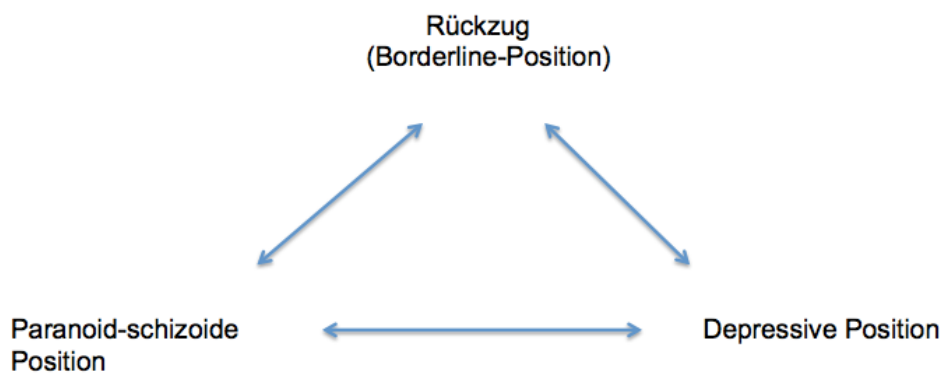 Rückzug
(Borderline-Position)
Paranoid-schizoide
Position
Depressive Position